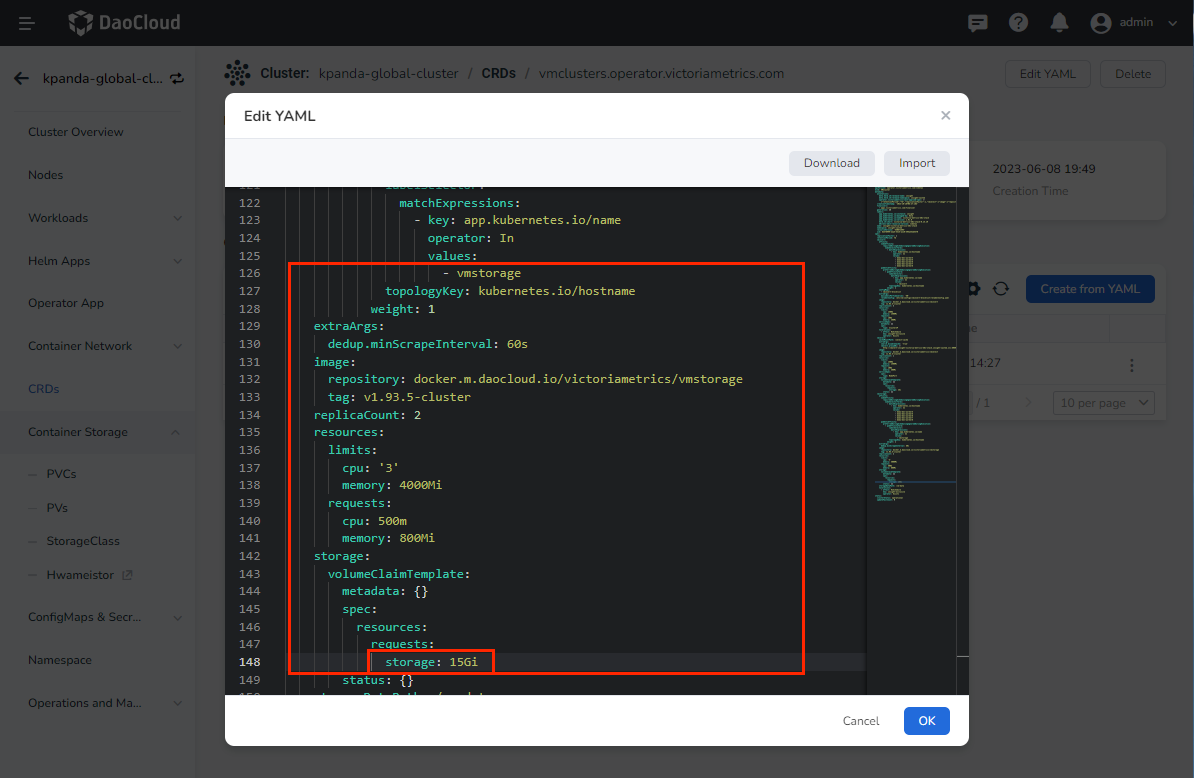 DaoCloud
admin
kpanda-global-cl...
Cluster: kpanda-global-cluster / CRDs / vmclusters.operator.victoriametrics.com
Edit YAML
Delete
Cluster Overview
Nodes
Workloads
Helm Apps
Operator App
Container Network
CRDs
Container Storage
PVCs
PVs
StorageClass
Hwameistor
ConfigMaps & Secr...
Namespace
Operations and Ma...
2023-06-08 19:49
Creation Time
Create from YAML
14:27
/ 1
10 per page
Edit YAML
Download
Import
121 labelSelector:
122 matchExpressions:
123 - key: app.kubernetes.io/name
124 operator: In
125 values:
126 - vmstorage
127 topologyKey: kubernetes.io/hostname
128 weight: 1
129 extraArgs:
130 dedup.minScrapeInterval: 60s
131 image:
132 repository: docker.m.daocloud.io/victoriametrics/vmstorage
133 tag: v1.93.5-cluster
134 replicaCount: 2
135 resources:
136 limits:
137 cpu: '3'
138 memory: 4000Mi
139 requests:
140 cpu: 500m
141 memory: 800Mi
142 storage:
143 volumeClaimTemplate:
144 metadata: {}
145 spec:
146 resources:
147 requests:
148 storage: 15Gi
149 status: {}
Cancel
OK